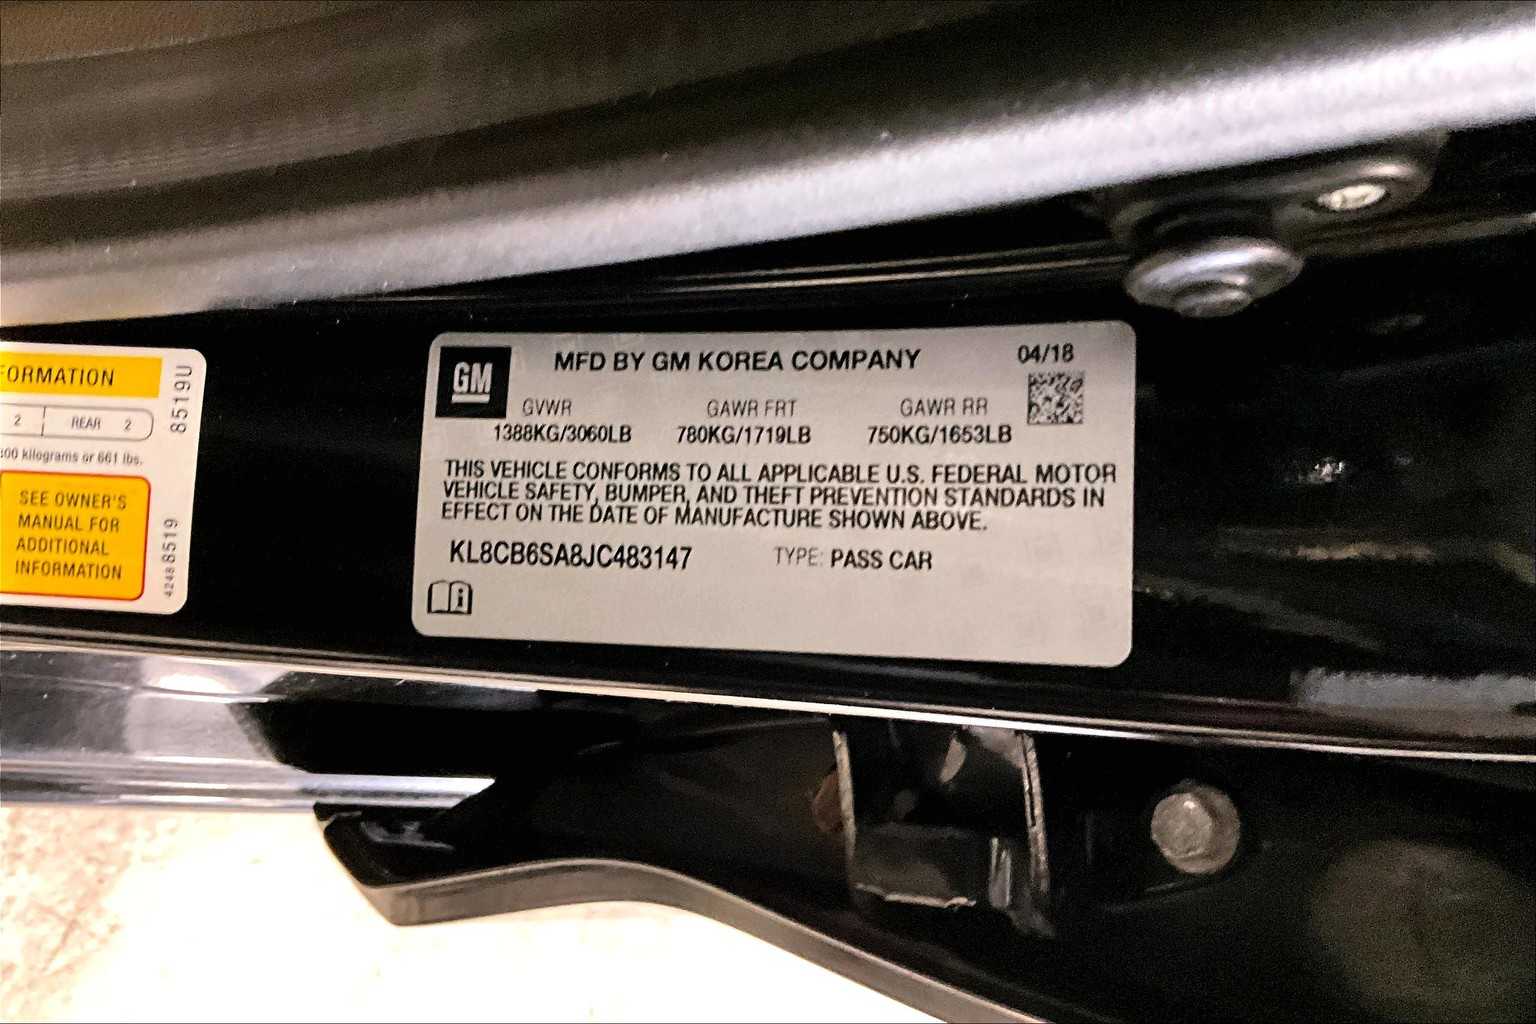 FORMATION
2 REAR 2
00 kilograms or 661 lbs.
SEE OWNER'S
MANUAL FOR
ADDITIONAL
INFORMATION
8519U
42488519
GM
MFD BY GM KOREA COMPANY
04/18
GVWR GAWR FRT GAWR RR
1388KG/3060LB 780KG/1719LB 750KG/1653LB
THIS VEHICLE CONFORMS TO ALL APPLICABLE U.S. FEDERAL MOTOR
VEHICLE SAFETY, BUMPER, AND THEFT PREVENTION STANDARDS IN
EFFECT ON THE DATE OF MANUFACTURE SHOWN ABOVE.
KL8CB6SA8JC483147 TYPE: PASS CAR